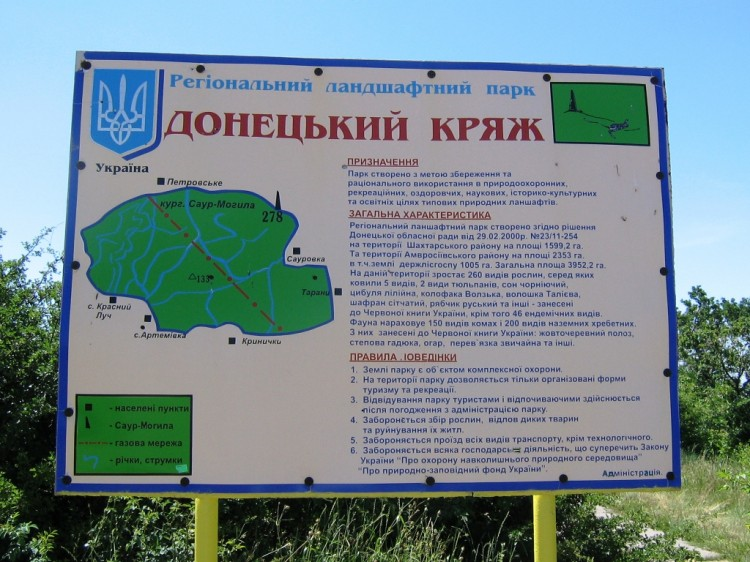 Регіональний ландшафтний парк
ДОНЕЦЬКИЙ КРЯЖ
Україна
Петровське
кург. Саур-Могила
278
Сауровка
133
Тарани
с. Красний
Луч
с.Артемівка
Кринички
- населені пункти
- Саур-Могила
- газова мережа
- річки, струмки
ПРИЗНАЧЕННЯ
Парк створено з метою збереження та
раціонального використання в природоохоронних,
рекреаційних, оздоровчих, наукових, історико-культурних
та освітніх цілях типових природних ланшафтів.
ЗАГАЛЬНА ХАРАКТЕРИСТИКА
Регіональний ландшафтний парк створено згідно рішення
Донецької обласної ради від 29.02.2000р. №23/11-254
на території Шахтарського району на площі 1599,2 га.
Та території Амвросіївського району на площі 2353 га.
в т.ч.землі держлісгоспу 1005 га. Загальна площа 3952,2 га.
На даній території зростає 260 видів рослин, серед яких
ковили 5 видів, 2 види тюльпанів, сон чорніючий,
цибуля лілійна, колофака Волзька, волошка Талієва,
шафран сітчатий, рябчик руський та інші - занесені
до Червоної книги України, крім того 46 ендемічних видів.
Фауна нараховує 150 видів комах і 200 видів наземних хребетних.
З них занесені до Червоної книги України: жовточеревний полоз,
степова гадюка, огар, перев'язка звичайна та інші.
ПРАВИЛА .ІОВЕДІНКИ
1. Землі парку є об'єктом комплексної охорони.
2. На території парку дозволяється тільки організовані форми
туризму та рекреації.
3. Відвідування парку туристами і відпочиваючими здійснюється
після погодження з адміністрацією парку.
4. Забороняється збір рослин, відлов диких тварин
та руйнування їх житл.
5. Забороняється проїзд всіх видів транспорту, крім технологічного.
6. Забороняється всяка господарська діяльність, що суперечить Закону
України "Про охорону навколишнього природного середовища"
"Про природно-заповідний фонд України".
Адміністрація.